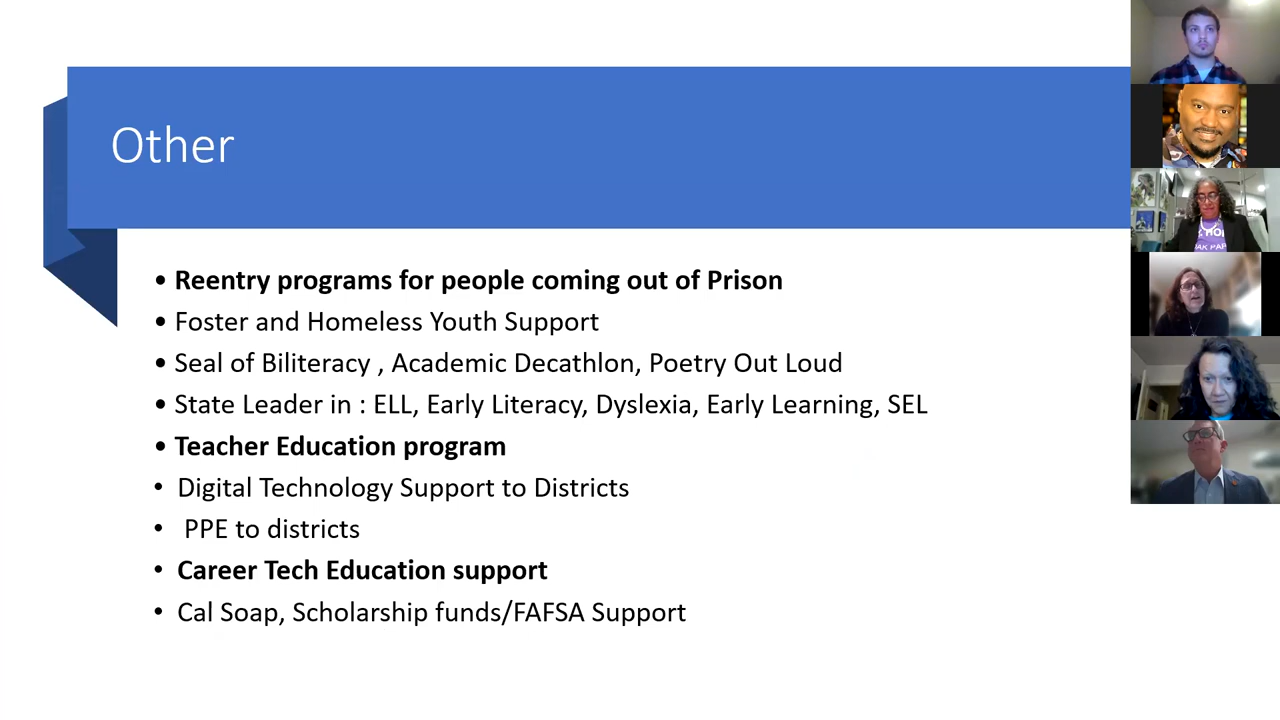 Other
• Reentry programs for people coming out of Prison
• Foster and Homeless Youth Support
• Seal of Biliteracy , Academic Decathlon, Poetry Out Loud
• State Leader in : ELL, Early Literacy, Dyslexia, Early Learning, SEL
• Teacher Education program
• Digital Technology Support to Districts
• PPE to districts
• Career Tech Education support
• Cal Soap, Scholarship funds/FAFSA Support